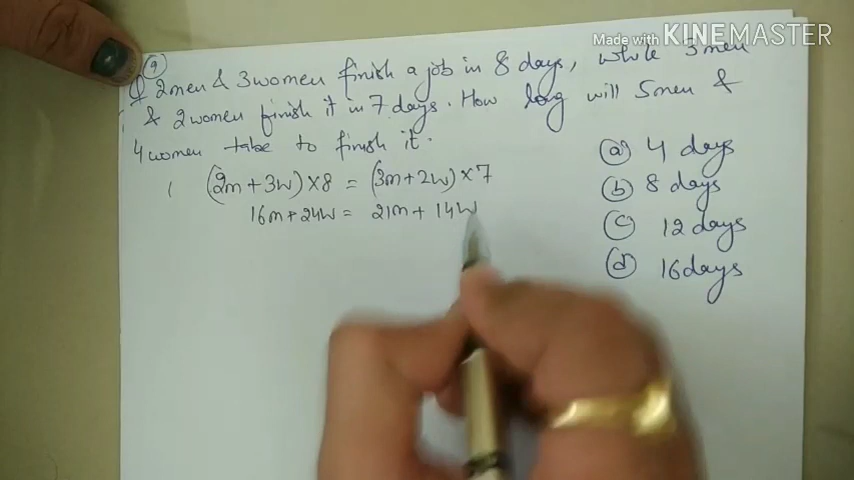 Made with KINEMASTER
(9)
If 2men & 3women finish a job in 8 days, while 3men
& 2women finish it in 7 days. How long will 5men &
4women take to finish it.
(2m+3w)×8 = (3m+2w)×7
16m+24w = 21m+14w
(a) 4 days
(b) 8 days
(c) 12 days
(d) 16days